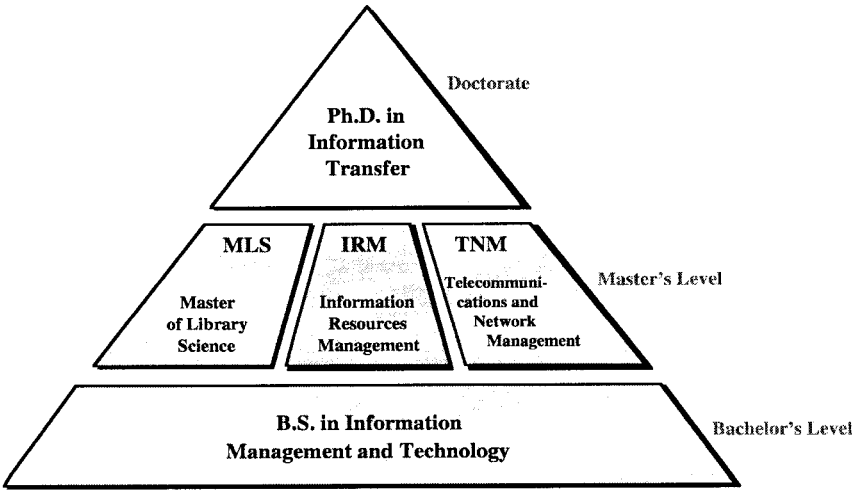 Doctorate
Ph.D. in
Information
Transfer
MLS
Master
of Library
Science
IRM
Information
Resources
Management
TNM
Telecommuni-
cations and
Network
Management
Master's Level
B.S. in Information
Management and Technology
Bachelor's Level